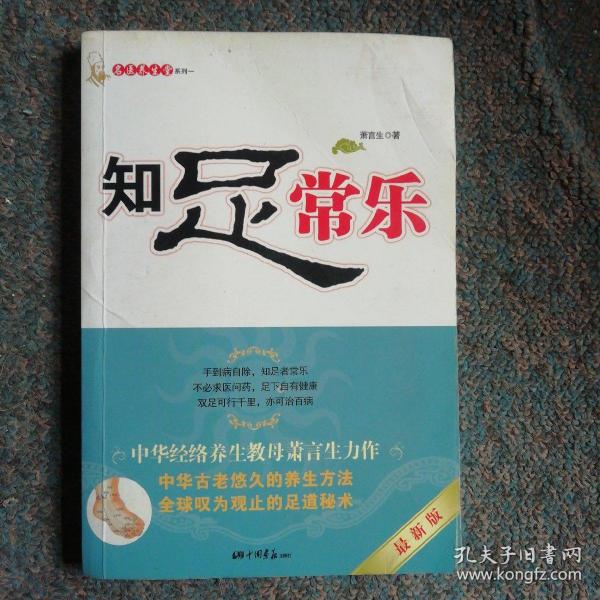 名医养生堂系列一
萧言生◎著
知足常乐
手到病自除，知足者常乐
不必求医问药，足下自有健康
双足可行千里，亦可治百病
中华经络养生教母萧言生力作
中华古老悠久的养生方法
全球叹为观止的足道秘术
最新版
中国画报出版社
孔夫子旧书网
www.kongfz.com